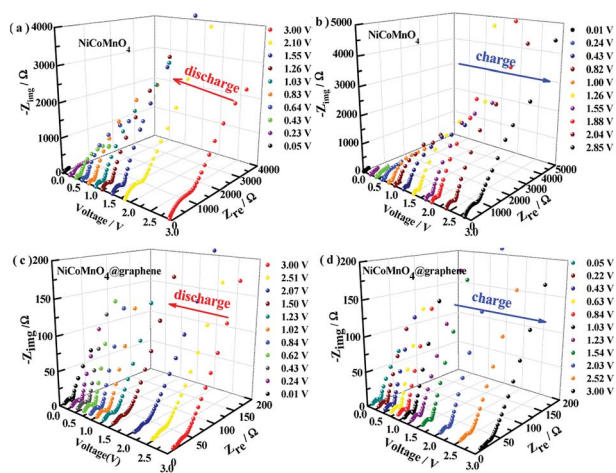 ( a )
NiCoMnO4
discharge
-Zimg / Ω
4000
3000
2000
1000
0
0.0
0.5
1.0
1.5
2.0
2.5
3.0
Voltage / V
0
1000
2000
3000
4000
Zre / Ω
3.00 V
2.10 V
1.55 V
1.26 V
1.03 V
0.83 V
0.64 V
0.43 V
0.23 V
0.05 V
b )
NiCoMnO4
charge
-Zimg / Ω
5000
4000
3000
2000
1000
0
0.0
0.5
1.0
1.5
2.0
2.5
3.0
Voltage / V
0
1000
2000
3000
4000
5000
Zre / Ω
0.01 V
0.24 V
0.43 V
0.82 V
1.00 V
1.26 V
1.55 V
1.88 V
2.04 V
2.85 V
( c )
NiCoMnO4@graphene
discharge
-Zimg / Ω
200
150
100
50
0
0.0
0.5
1.0
1.5
2.0
2.5
3.0
Voltage(V)
0
50
100
150
200
Zre / Ω
3.00 V
2.51 V
2.07 V
1.50 V
1.23 V
1.02 V
0.84 V
0.62 V
0.43 V
0.24 V
0.01 V
( d )
NiCoMnO4@graphene
charge
-Zimg / Ω
200
150
100
50
0
0.0
0.5
1.0
1.5
2.0
2.5
3.0
Voltage / V
0
50
100
150
200
Zre / Ω
0.05 V
0.22 V
0.43 V
0.63 V
0.84 V
1.03 V
1.23 V
1.54 V
2.03 V
2.52 V
3.00 V